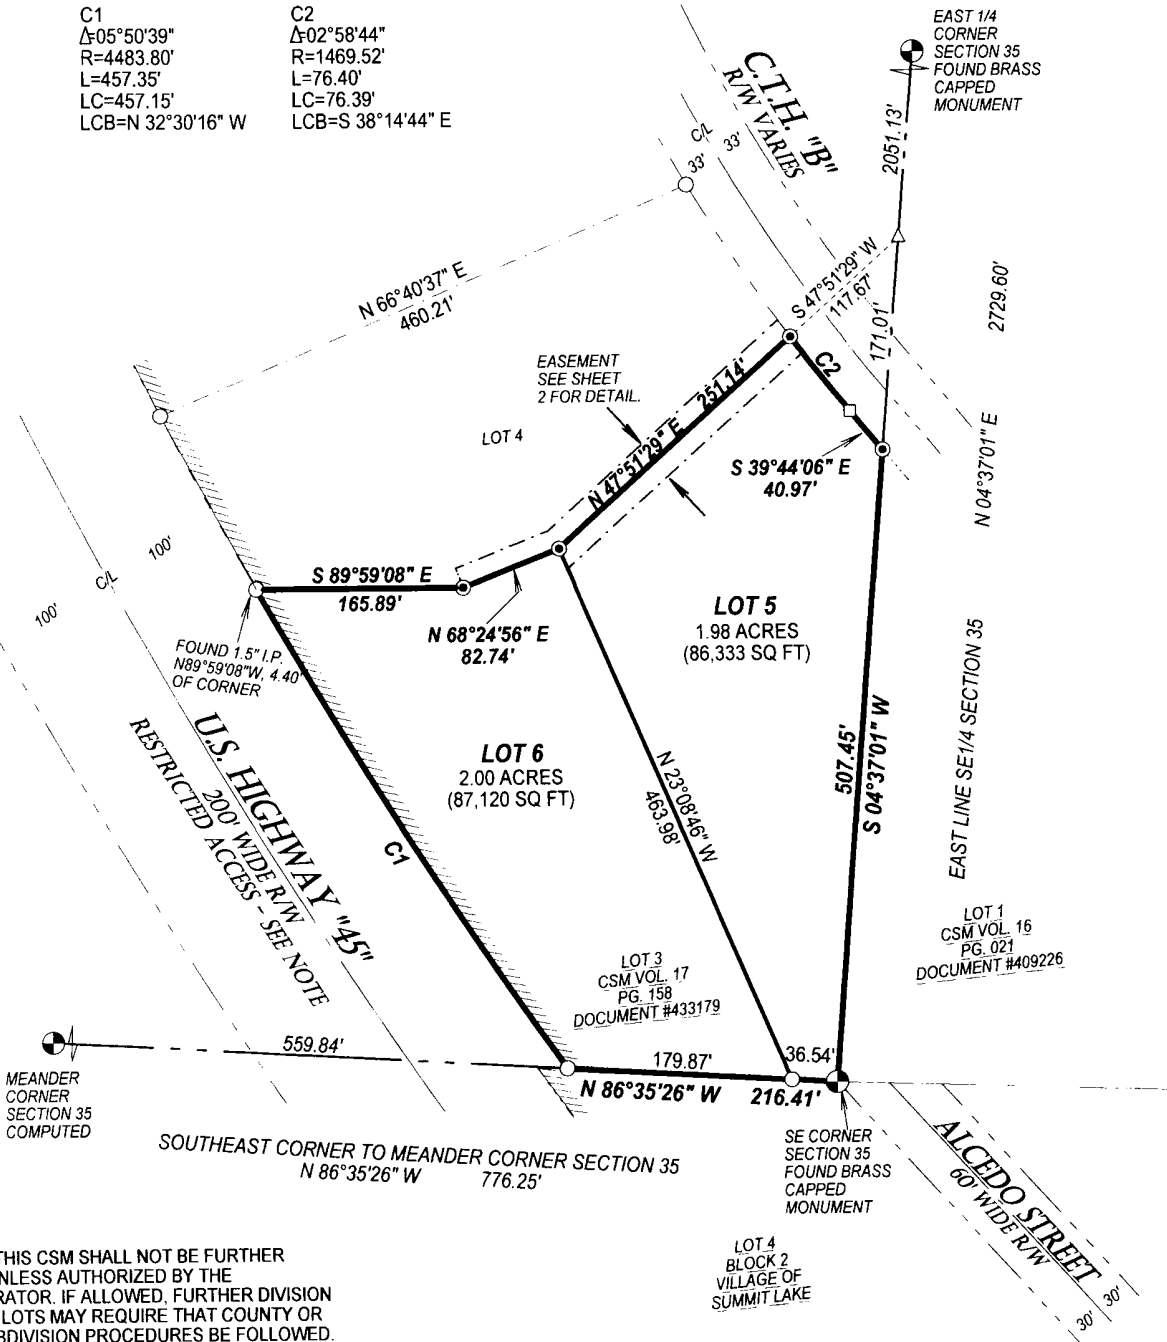 C1
Δ=05°50'39"
R=4483.80'
L=457.35'
LC=457.15'
LCB=N 32°30'16" W
C2
Δ=02°58'44"
R=1469.52'
L=76.40'
LC=76.39'
LCB=S 38°14'44" E
EAST 1/4
CORNER
SECTION 35
FOUND BRASS
CAPPED
MONUMENT
C.T.H. "B"
R/W VARIES
C/L
33'
33'
2051.13'
N 66°40'37" E
460.21'
S 47°51'29" W
117.67'
171.01'
2729.60'
N 04°37'01" E
EASEMENT
SEE SHEET
2 FOR DETAIL.
LOT 4
N 47°51'29" E 251.14'
C2
S 39°44'06" E
40.97'
100'
C/L
100'
S 89°59'08" E
165.89'
N 68°24'56" E
82.74'
FOUND 1.5" I.P.
N89°59'08"W, 4.40'
OF CORNER
LOT 5
1.98 ACRES
(86,333 SQ FT)
EAST LINE SE1/4 SECTION 35
U.S. HIGHWAY "45"
200' WIDE R/W
RESTRICTED ACCESS - SEE NOTE
LOT 6
2.00 ACRES
(87,120 SQ FT)
C1
N 23°08'46" W
463.98'
507.45'
S 04°37'01" W
LOT 1
CSM VOL. 16
PG. 021
DOCUMENT #409226
LOT 3
CSM VOL. 17
PG. 158
DOCUMENT #433179
559.84'
179.87'
36.54'
N 86°35'26" W 216.41'
MEANDER
CORNER
SECTION 35
COMPUTED
SOUTHEAST CORNER TO MEANDER CORNER SECTION 35
N 86°35'26" W 776.25'
SE CORNER
SECTION 35
FOUND BRASS
CAPPED
MONUMENT
ALCEDO STREET
60' WIDE R/W
30'
30'
LOT 4
BLOCK 2
VILLAGE OF
SUMMIT LAKE
THIS CSM SHALL NOT BE FURTHER
NLESS AUTHORIZED BY THE
RATOR. IF ALLOWED, FURTHER DIVISION
LOTS MAY REQUIRE THAT COUNTY OR
BDIVISION PROCEDURES BE FOLLOWED.